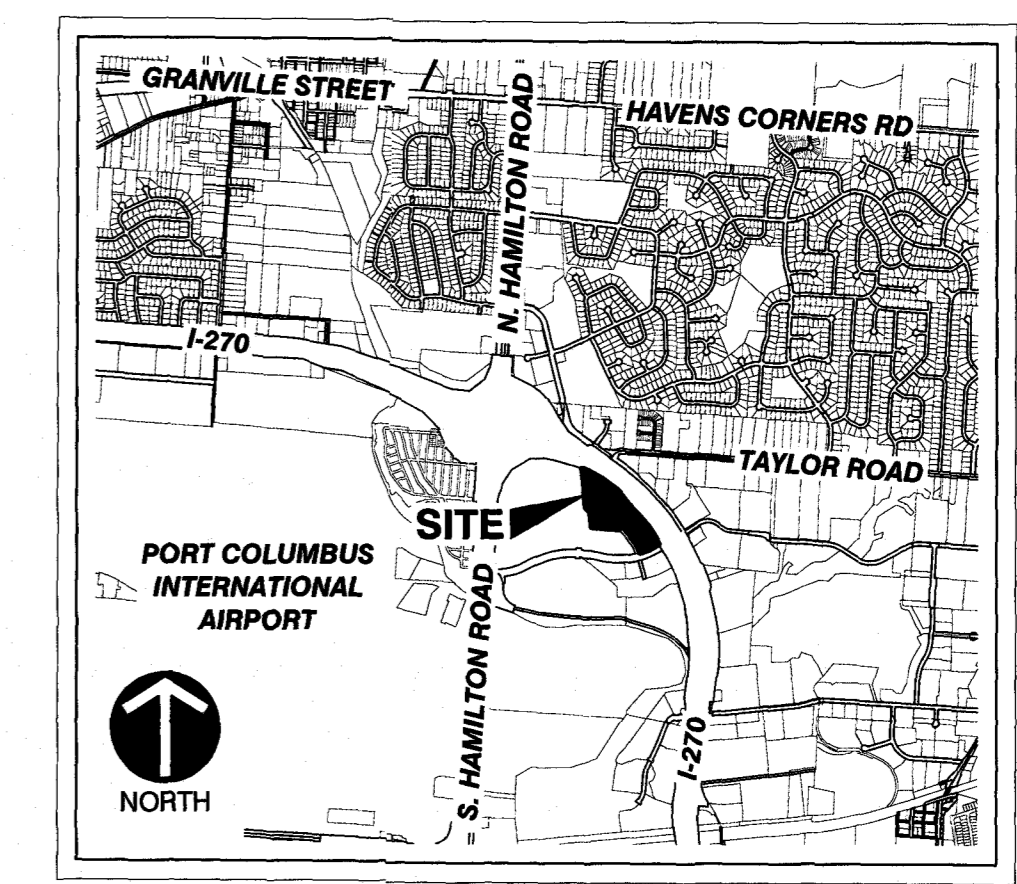 GRANVILLE STREET
N. HAMILTON ROAD
HAVENS CORNERS RD
I-270
TAYLOR ROAD
SITE
PORT COLUMBUS
INTERNATIONAL
AIRPORT
S. HAMILTON ROAD
I-270
NORTH